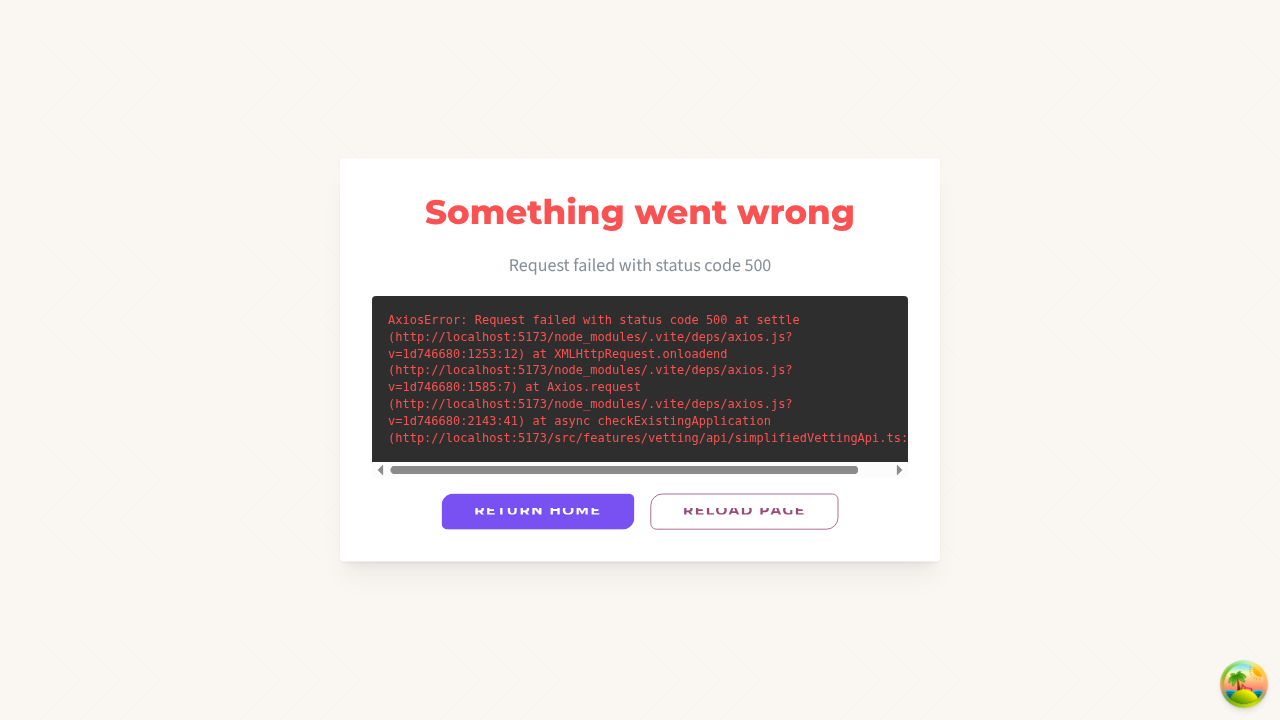 Something went wrong
Request failed with status code 500
AxiosError: Request failed with status code 500 at settle
(http://localhost:5173/node_modules/.vite/deps/axios.js?
v=1d746680:1253:12) at XMLHttpRequest.onloadend
(http://localhost:5173/node_modules/.vite/deps/axios.js?
v=1d746680:1585:7) at Axios.request
(http://localhost:5173/node_modules/.vite/deps/axios.js?
v=1d746680:2143:41) at async checkExistingApplication
(http://localhost:5173/src/features/vetting/api/simplifiedVettingApi.ts:
RETURN HOME
RELOAD PAGE